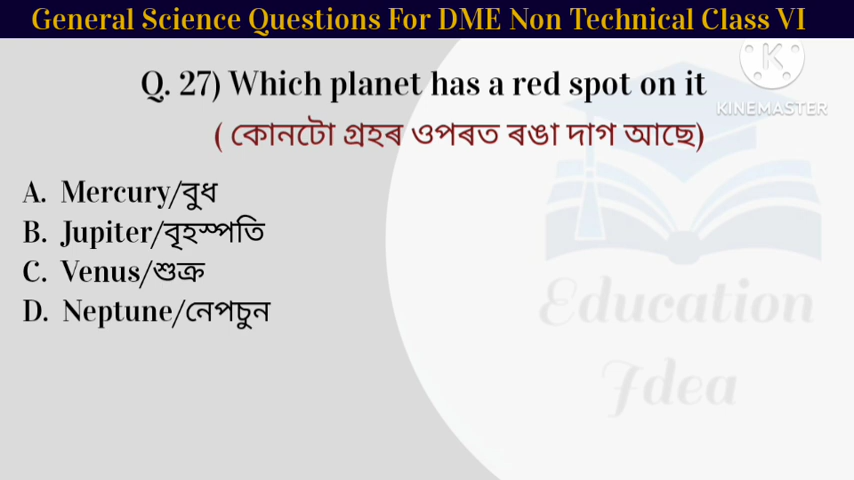 General Science Questions For DME Non Technical Class VI
KINEMASTER
Q. 27) Which planet has a red spot on it
( কোনটো গ্ৰহৰ ওপৰত ৰঙা দাগ আছে)
A. Mercury/বুধ
B. Jupiter/বৃহস্পতি
C. Venus/শুক্ৰ
D. Neptune/নেপচুন
Education
Idea